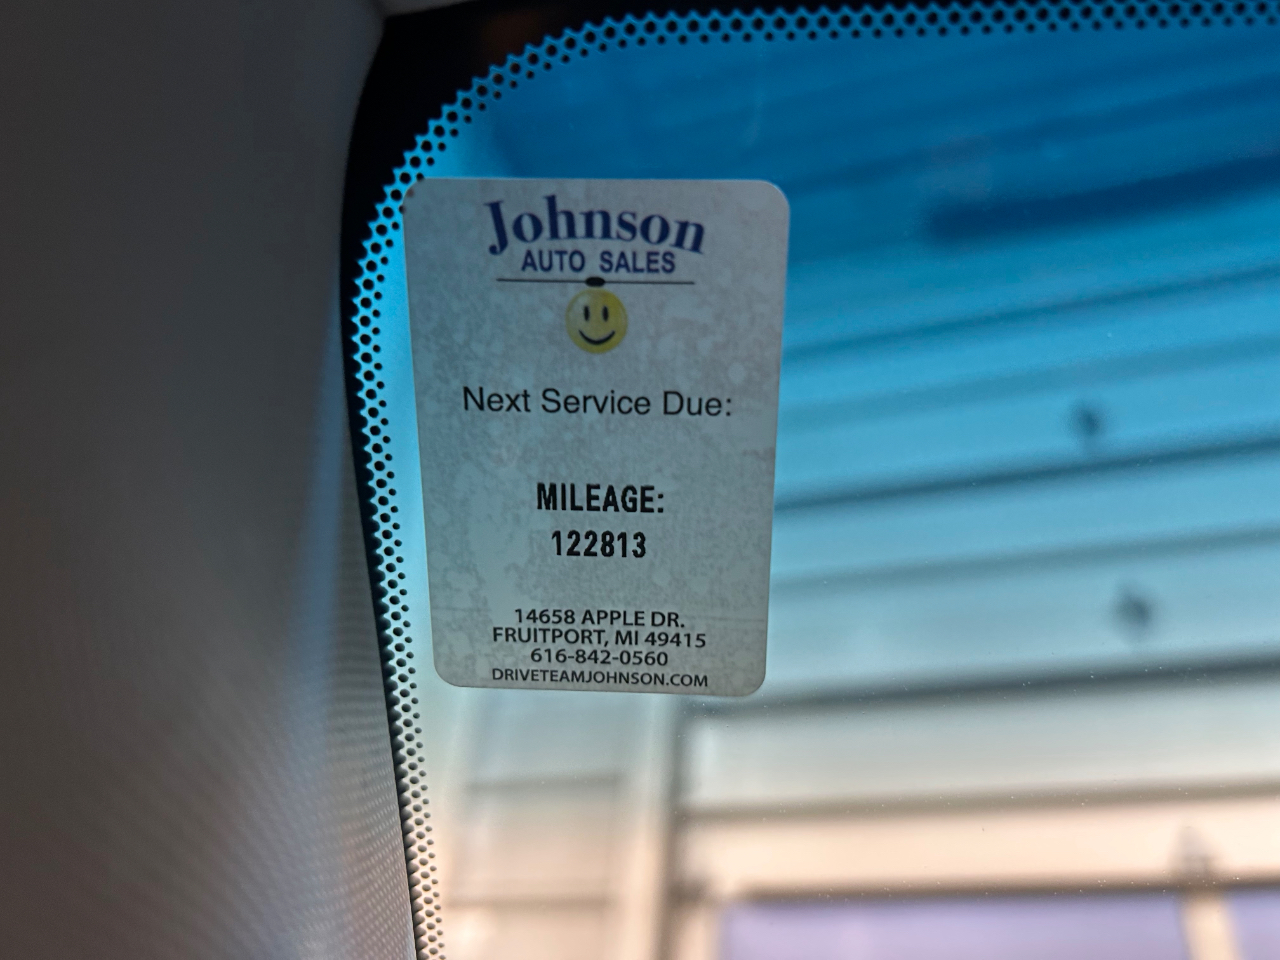 Johnson
AUTO SALES
Next Service Due:
MILEAGE:
122813
14658 APPLE DR.
FRUITPORT, MI 49415
616-842-0560
DRIVETEAMJOHNSON.COM